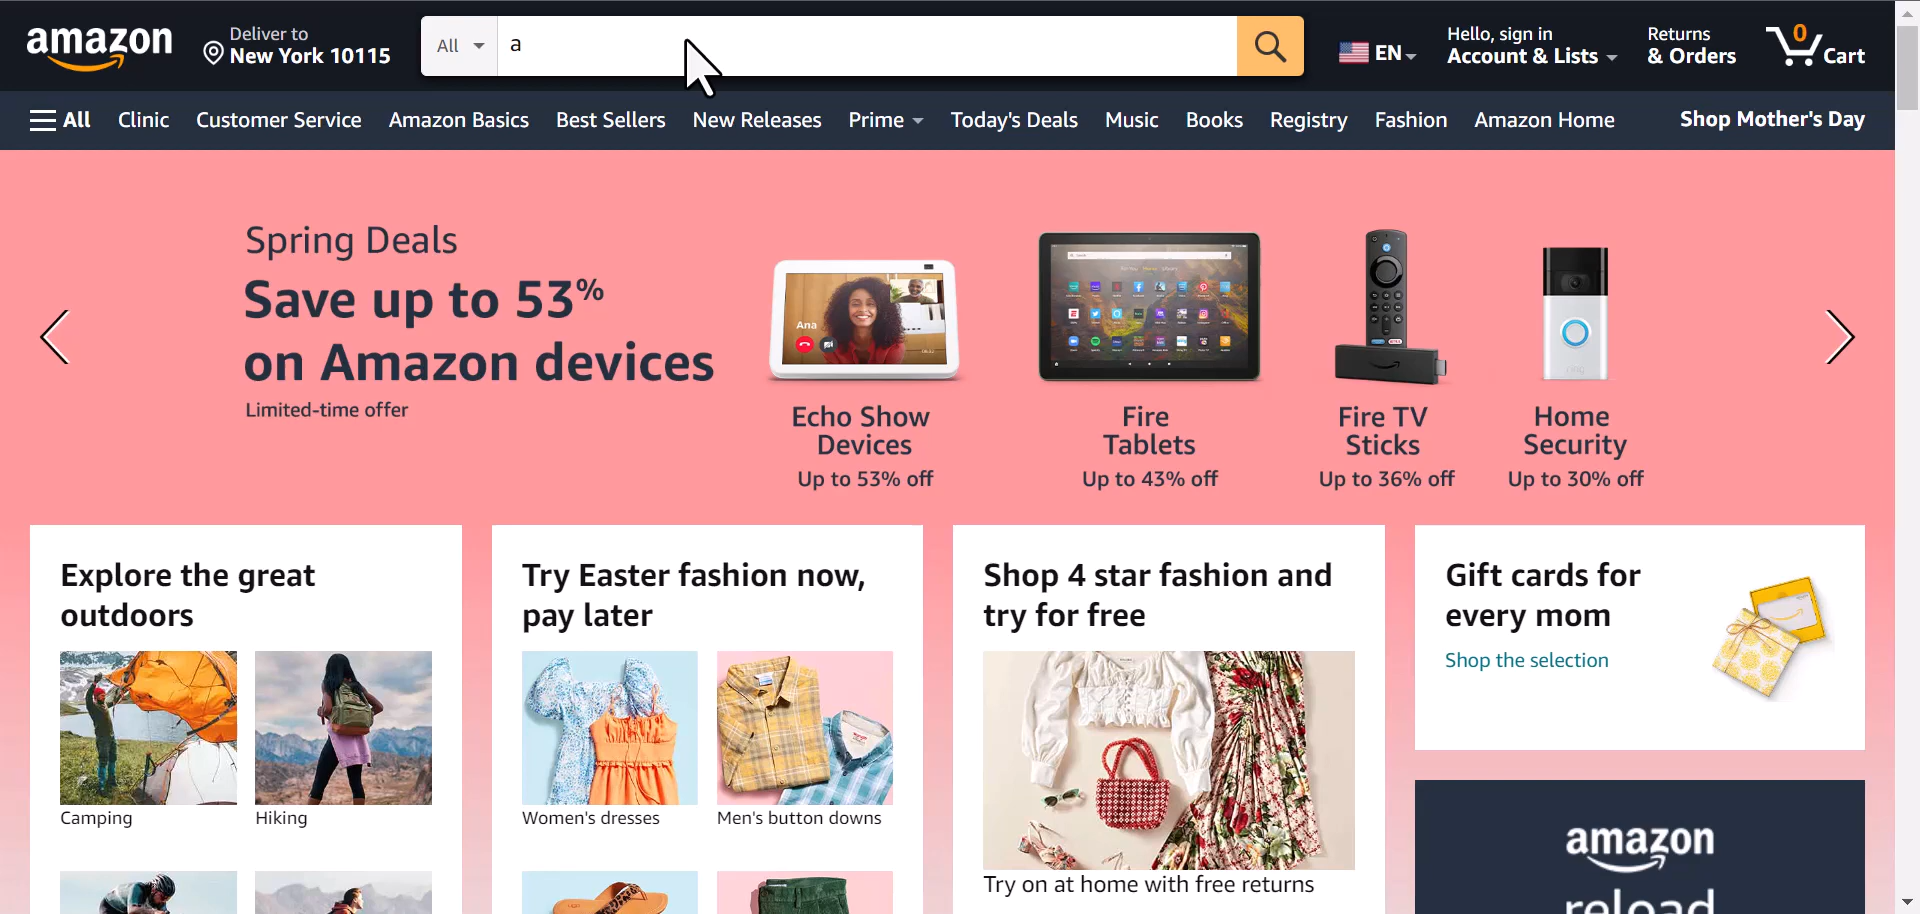 amazon
Deliver to
New York 10115
All
a
EN
Hello, sign in
Account & Lists
Returns
& Orders
0
Cart
All Clinic Customer Service Amazon Basics Best Sellers New Releases Prime Today's Deals Music Books Registry Fashion Amazon Home Shop Mother's Day
Spring Deals
Save up to 53%
on Amazon devices
Limited-time offer
Ana
ring
Echo Show
Devices
Up to 53% off
Fire
Tablets
Up to 43% off
Fire TV
Sticks
Up to 36% off
Home
Security
Up to 30% off
Explore the great
outdoors
Camping
Hiking
Try Easter fashion now,
pay later
Women's dresses
Men's button downs
Shop 4 star fashion and
try for free
Try on at home with free returns
Gift cards for
every mom
Shop the selection
amazon
reload